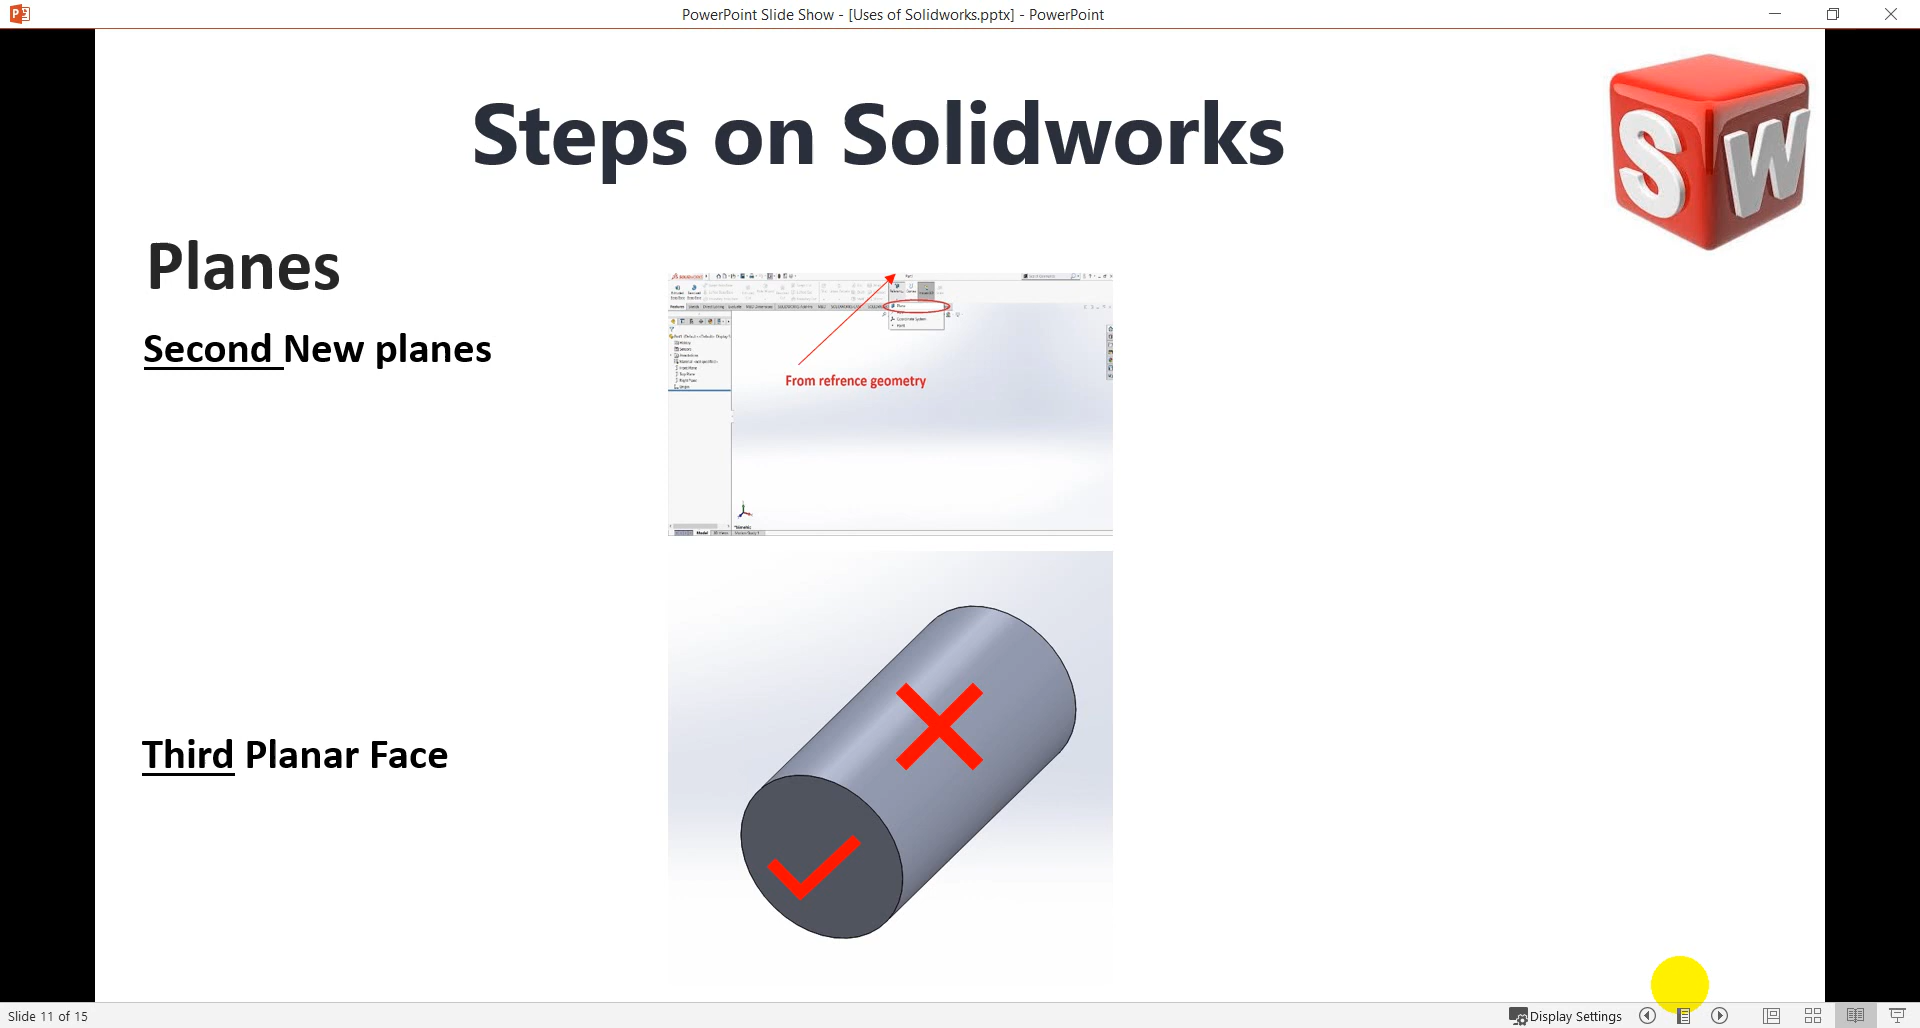 PowerPoint Slide Show - [Uses of Solidworks.pptx] - PowerPoint
Steps on Solidworks
SW
Planes
Second New planes
From refrence geometry
Third Planar Face
Slide 11 of 15
Display Settings